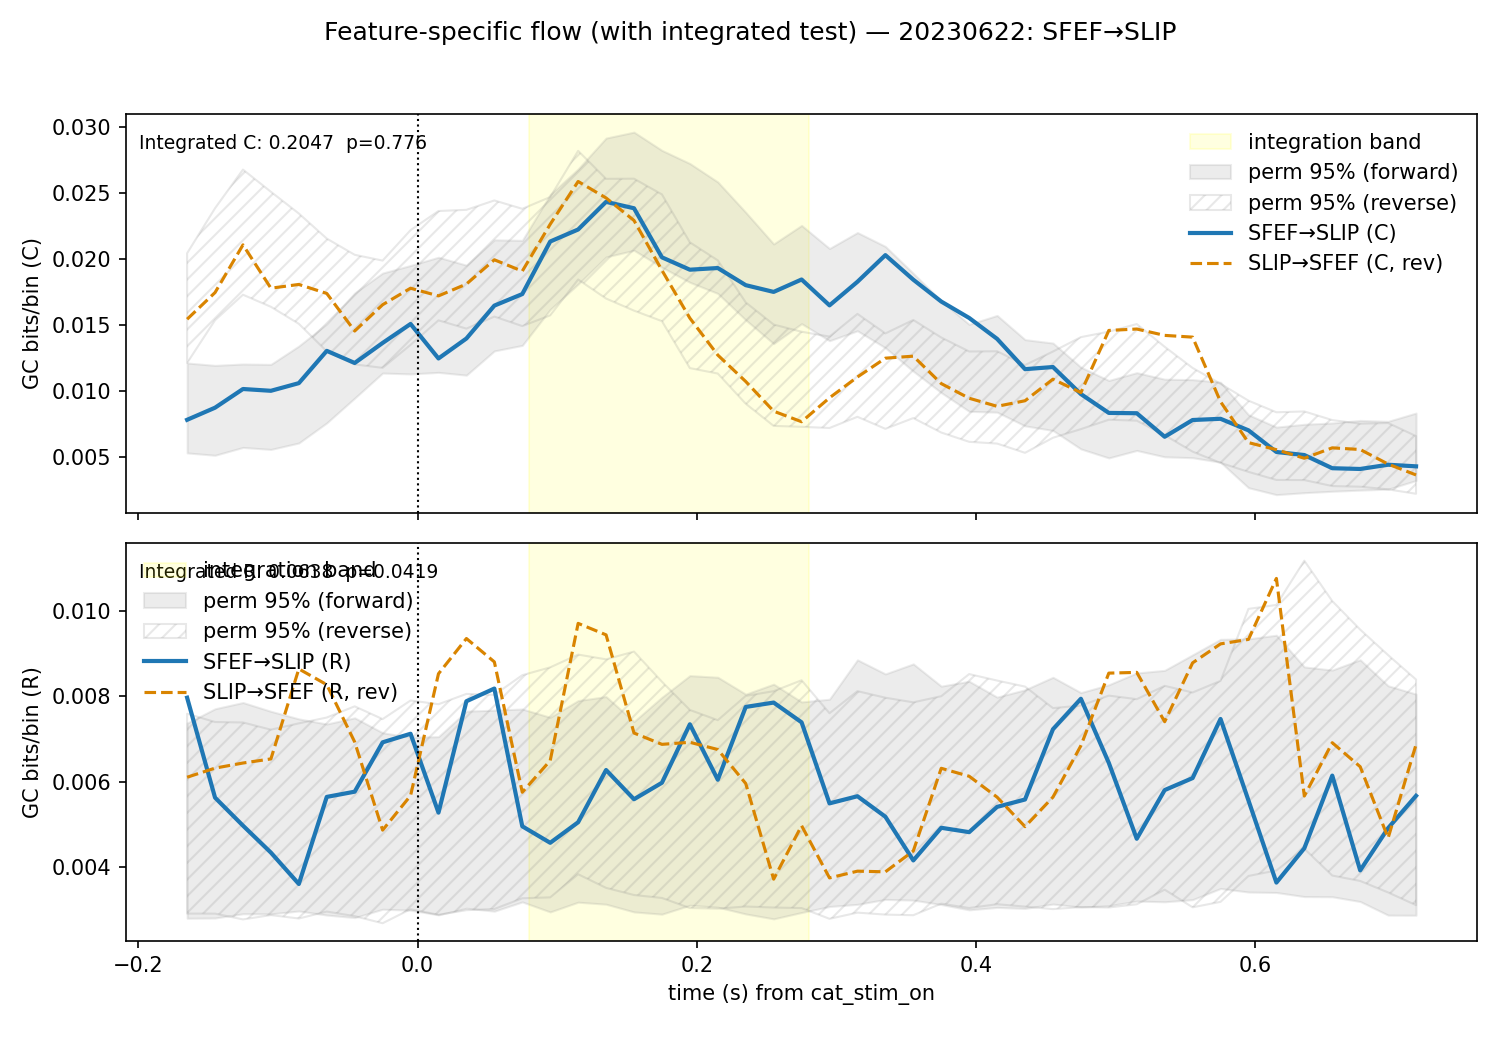 Feature-specific flow (with integrated test) — 20230622: SFEF→SLIP
Integrated C: 0.2047  p=0.776
integration band
perm 95% (forward)
perm 95% (reverse)
SFEF→SLIP (C)
SLIP→SFEF (C, rev)
GC bits/bin (C)
0.030
0.025
0.020
0.015
0.010
0.005
Integrated R: 0.0638  p=0.0419
integration band
perm 95% (forward)
perm 95% (reverse)
SFEF→SLIP (R)
SLIP→SFEF (R, rev)
GC bits/bin (R)
0.010
0.008
0.006
0.004
−0.2
0.0
0.2
0.4
0.6
time (s) from cat_stim_on